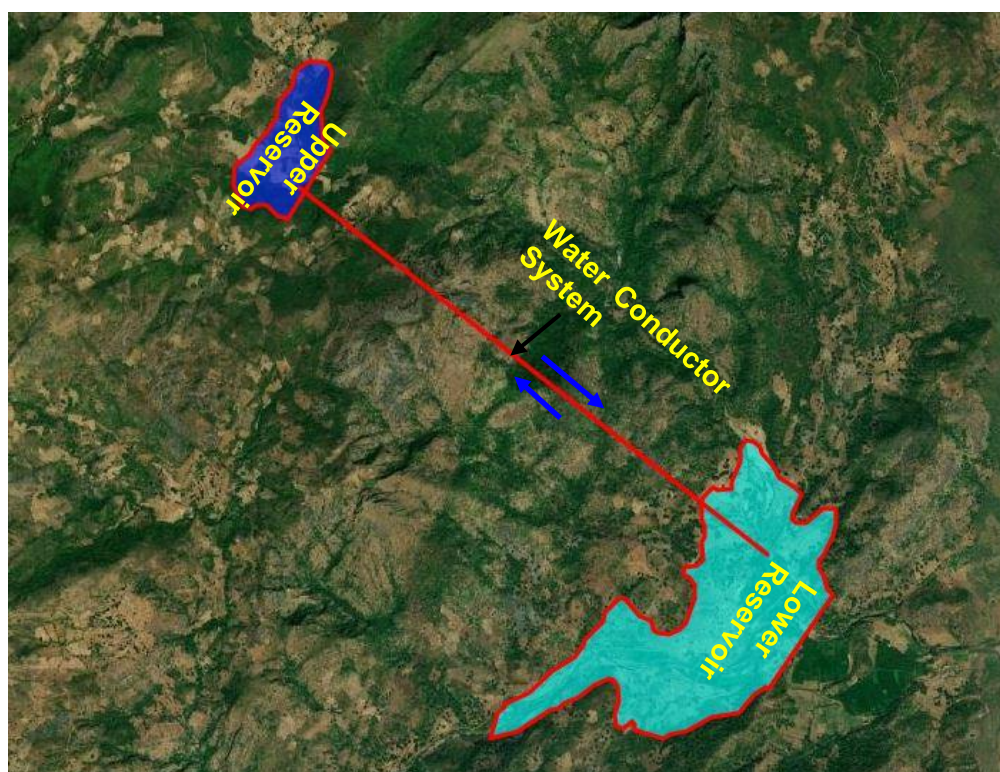 Upper
Reservoir
Water Conductor
System
Lower
Reservoir